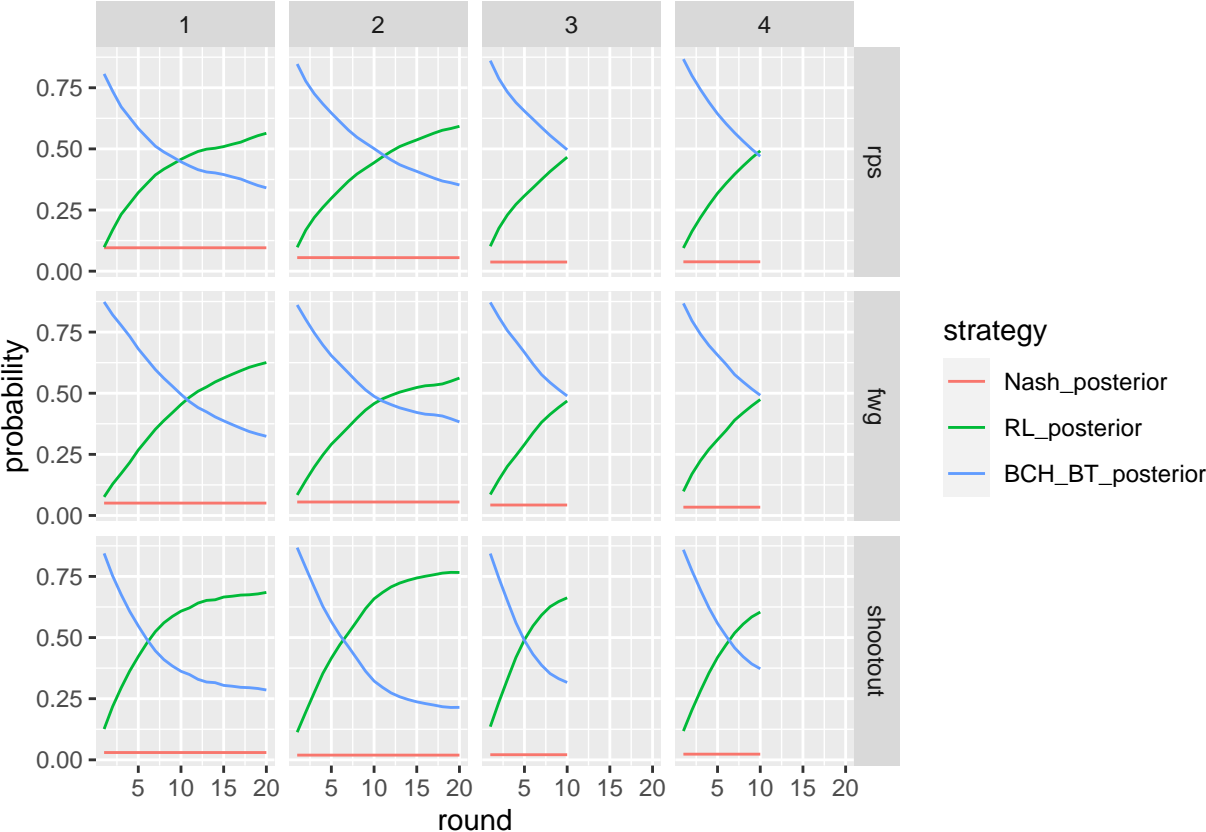 1 2 3 4
0.75
0.50
0.25
0.00
rps
0.75
0.50
0.25
0.00
fwg
0.75
0.50
0.25
0.00
shootout
probability
5 10 15 20 5 10 15 20 5 10 15 20 5 10 15 20
round
strategy
Nash_posterior
RL_posterior
BCH_BT_posterior